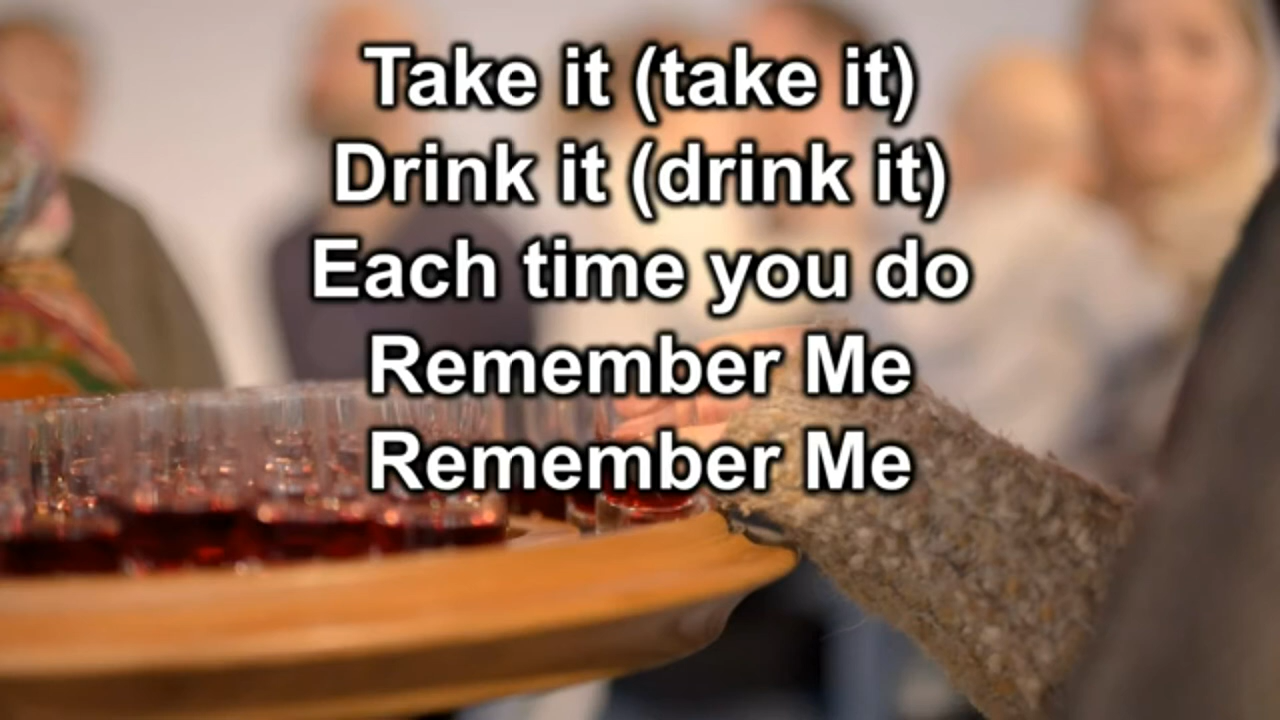 Take it (take it)
Drink it (drink it)
Each time you do
Remember Me
Remember Me